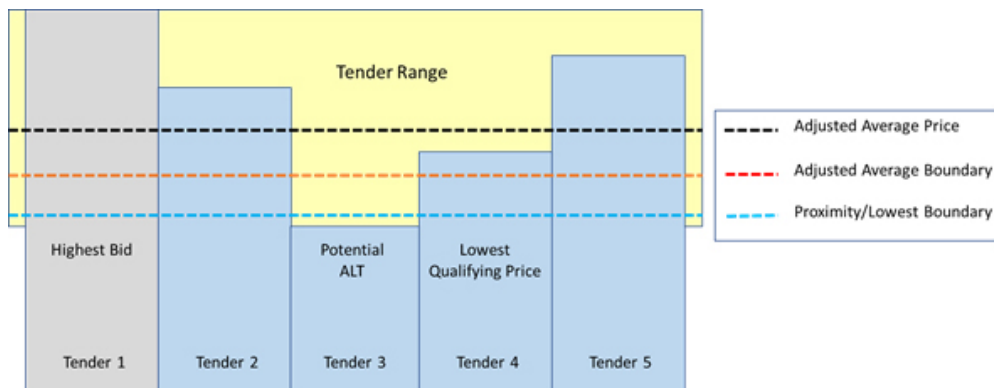 Tender Range
Adjusted Average Price
Adjusted Average Boundary
Proximity/Lowest Boundary
Highest Bid
Potential
ALT
Lowest
Qualifying Price
Tender 1
Tender 2
Tender 3
Tender 4
Tender 5